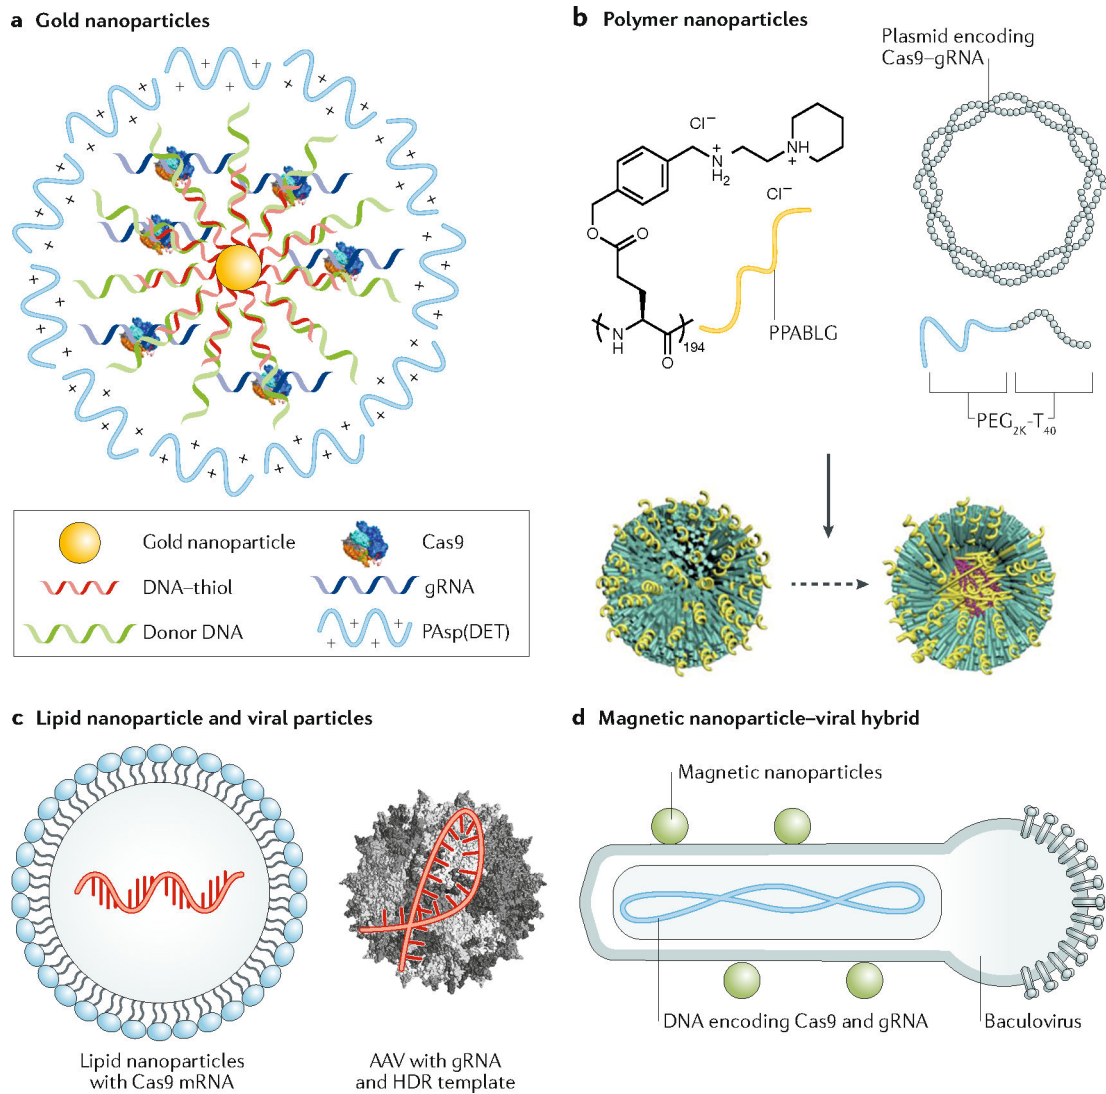 a Gold nanoparticles
Gold nanoparticle
Cas9
DNA–thiol
gRNA
Donor DNA
PAsp(DET)
b Polymer nanoparticles
Plasmid encoding
Cas9–gRNA
Cl⁻
N
H₂
+
NH
+
Cl⁻
O
O
N
H
O
194
PPABLG
PEG₂ₖ-T₄₀
c Lipid nanoparticle and viral particles
Lipid nanoparticles
with Cas9 mRNA
AAV with gRNA
and HDR template
d Magnetic nanoparticle–viral hybrid
Magnetic nanoparticles
DNA encoding Cas9 and gRNA
Baculovirus